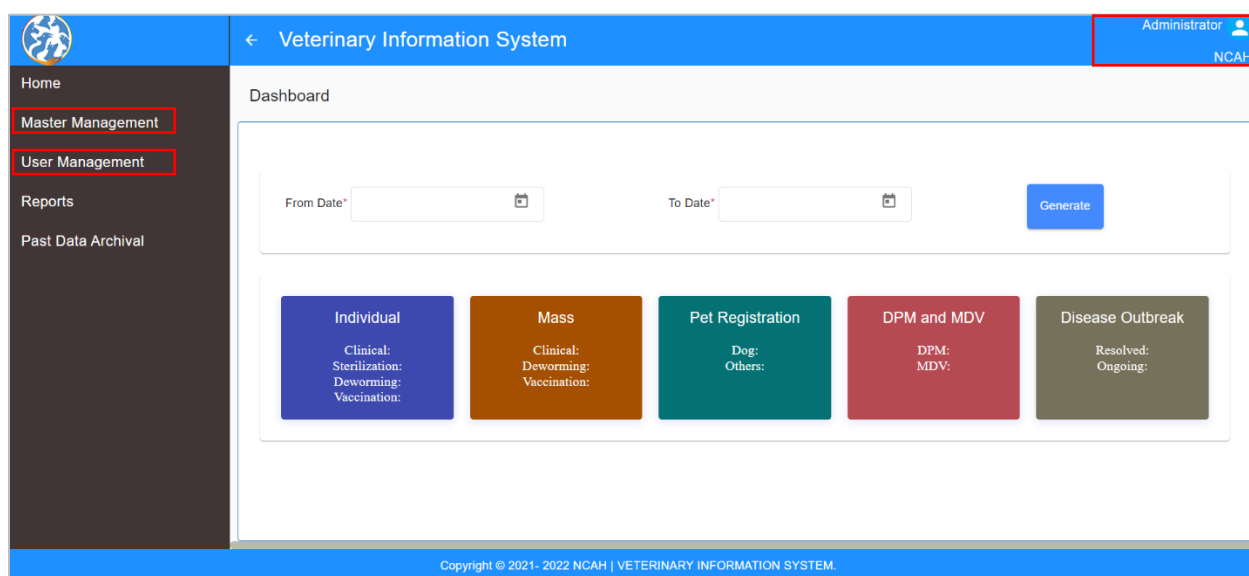 Administrator
NCAH
Veterinary Information System
Home
Master Management
User Management
Reports
Past Data Archival
Dashboard
From Date*
To Date*
Generate
Individual
Clinical:
Sterilization:
Deworming:
Vaccination:
Mass
Clinical:
Deworming:
Vaccination:
Pet Registration
Dog:
Others:
DPM and MDV
DPM:
MDV:
Disease Outbreak
Resolved:
Ongoing:
Copyright © 2021- 2022 NCAH | VETERINARY INFORMATION SYSTEM.